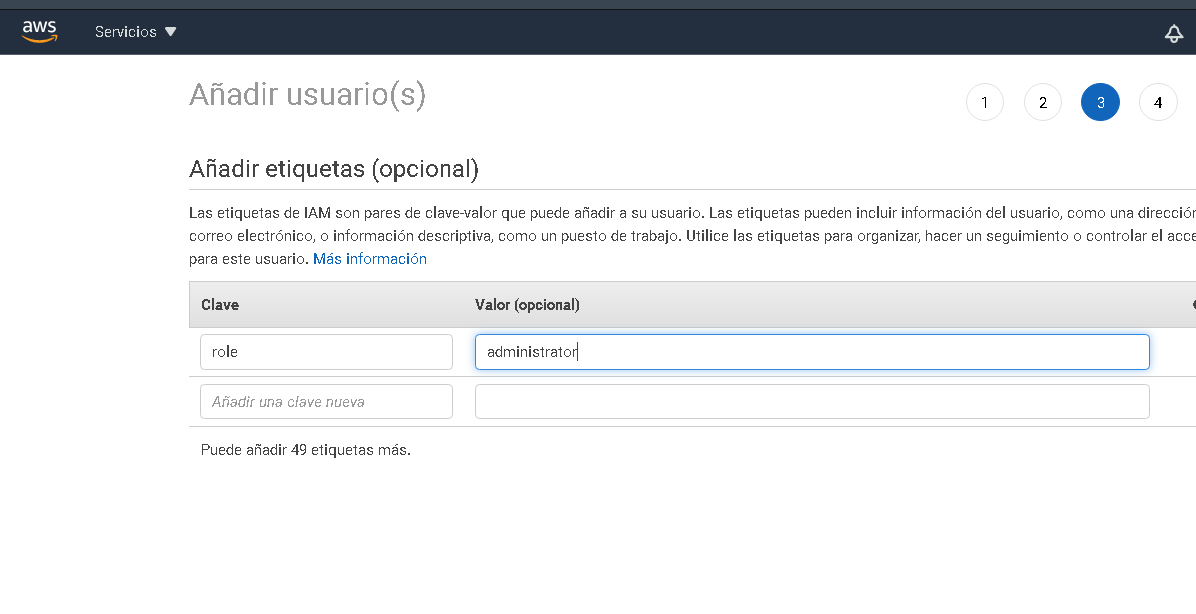 aws
Servicios
Añadir usuario(s)
1 2 3 4
Añadir etiquetas (opcional)
Las etiquetas de IAM son pares de clave-valor que puede añadir a su usuario. Las etiquetas pueden incluir información del usuario, como una dirección
correo electrónico, o información descriptiva, como un puesto de trabajo. Utilice las etiquetas para organizar, hacer un seguimiento o controlar el acce
para este usuario. Más información
Clave Valor (opcional)
role administrator
Añadir una clave nueva
Puede añadir 49 etiquetas más.